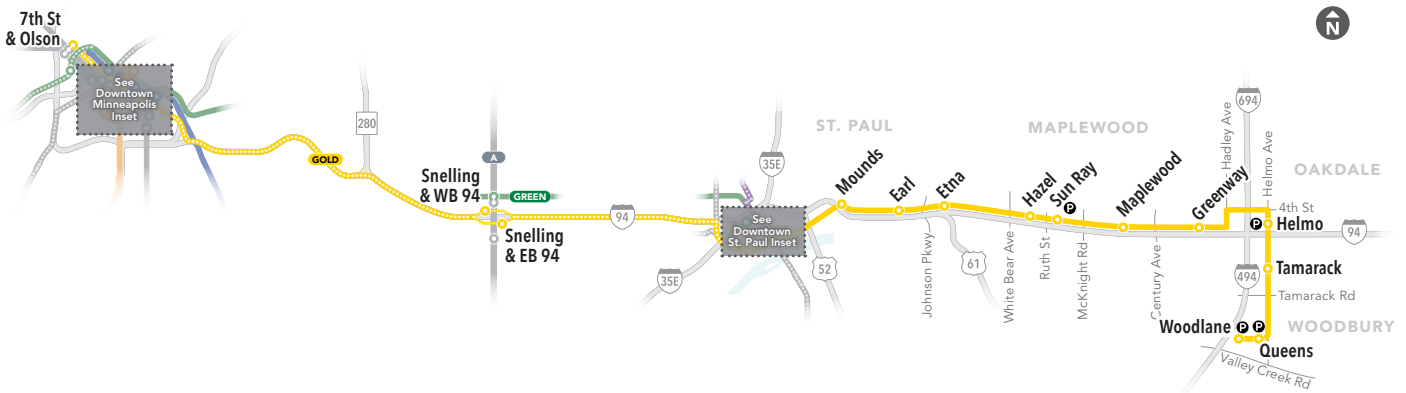 7th St
& Olson
See
Downtown
Minneapolis
Inset
GOLD
280
A
Snelling
& WB 94
GREEN
Snelling
& EB 94
94
35E
35E
See
Downtown
St. Paul Inset
52
ST. PAUL
Mounds
Earl
Etna
Johnson Pkwy
61
MAPLEWOOD
White Bear Ave
Hazel
Ruth St
Sun Ray
P
McKnight Rd
Maplewood
Century Ave
Greenway
Hadley Ave
694
Helmo Ave
N
OAKDALE
4th St
P
Helmo
94
Tamarack
494
Tamarack Rd
Woodlane
P
P
WOODBURY
Queens
Valley Creek Rd